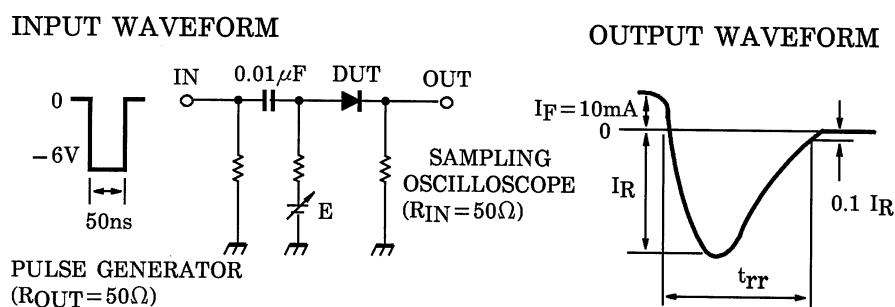 INPUT WAVEFORM
0
−6V
50ns
IN
0.01μF
DUT
OUT
E
SAMPLING
OSCILLOSCOPE
(RIN=50Ω)
PULSE GENERATOR
(ROUT=50Ω)
OUTPUT WAVEFORM
IF=10mA
0
IR
0.1 IR
trr